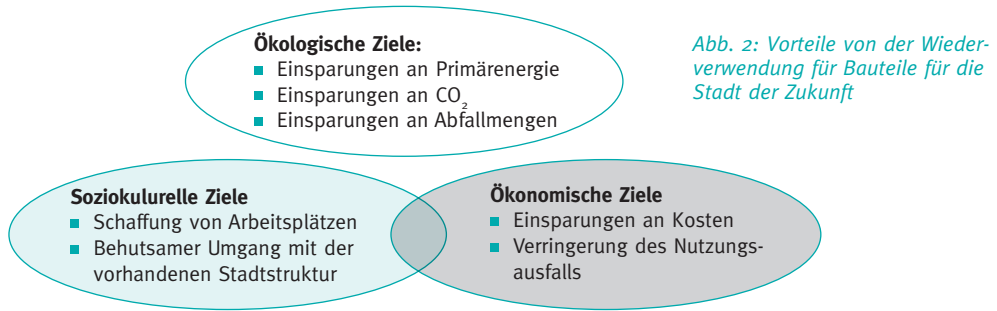 Ökologische Ziele:
■ Einsparungen an Primärenergie
■ Einsparungen an CO₂
■ Einsparungen an Abfallmengen
Abb. 2: Vorteile von der Wieder-
verwendung für Bauteile für die
Stadt der Zukunft
Soziokulurelle Ziele
■ Schaffung von Arbeitsplätzen
■ Behutsamer Umgang mit der
vorhandenen Stadtstruktur
Ökonomische Ziele
■ Einsparungen an Kosten
■ Verringerung des Nutzungs-
ausfalls